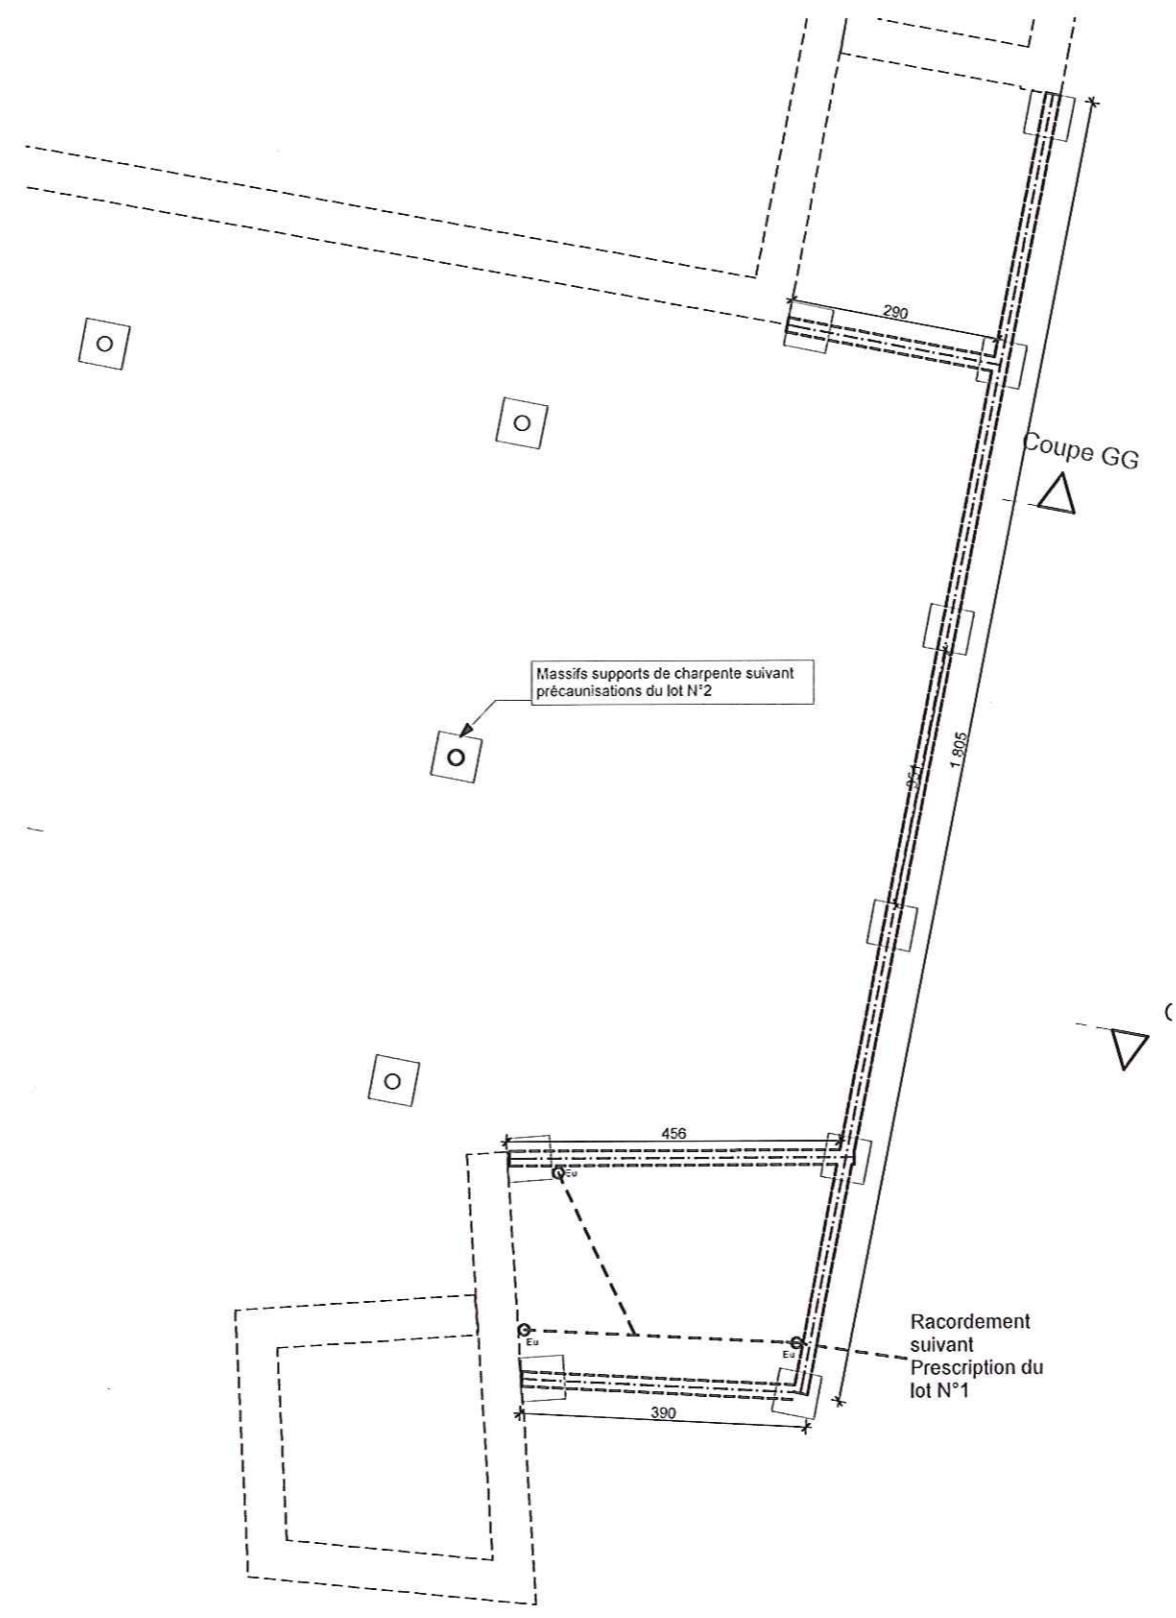 290
Coupe GG
Massifs supports de charpente suivant
précaunisations du lot N°2
1 805
351
456
Eu
Racordement
suivant
Prescription du
lot N°1
Eu
Eu
390